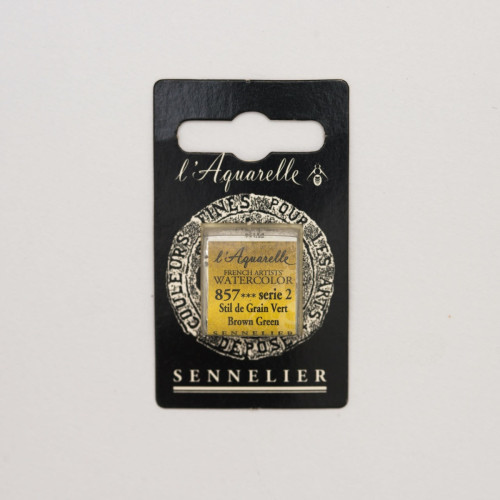 l'Aquarelle
COULEURS FINES POUR LES ARTS
l'Aquarelle
FRENCH ARTISTS'
WATERCOLOR
857 *** serie 2
Stil de Grain Vert
Brown Green
SENNELIER
DEPOSE
SENNELIER